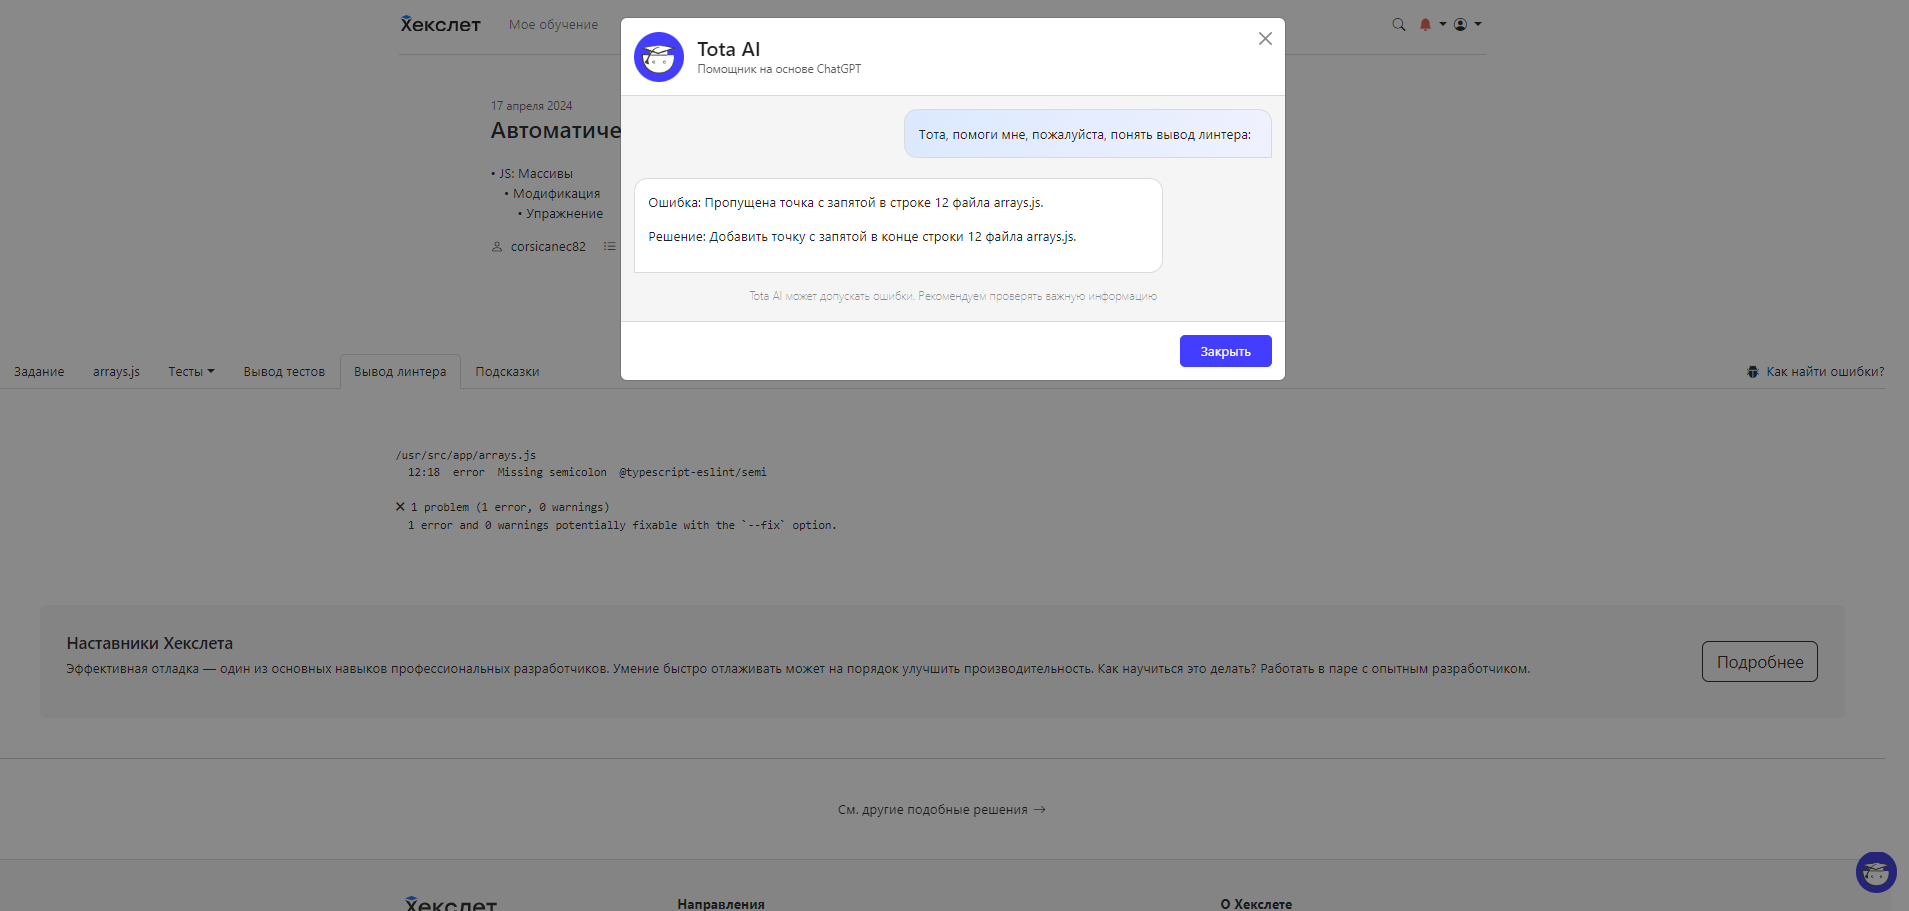 Хекслет
Мое обучение
Tota AI
Помощник на основе ChatGPT
17 апреля 2024
Автоматиче
Тота, помоги мне, пожалуйста, понять вывод линтера:
• JS: Массивы
• Модификация
• Упражнение
corsicanec82
Ошибка: Пропущена точка с запятой в строке 12 файла arrays.js.
Решение: Добавить точку с запятой в конце строки 12 файла arrays.js.
Tota AI может допускать ошибки. Рекомендуем проверять важную информацию
Закрыть
Задание arrays.js Тесты Вывод тестов Вывод линтера Подсказки Как найти ошибки?
/usr/src/app/arrays.js
12:18 error Missing semicolon @typescript-eslint/semi
✕ 1 problem (1 error, 0 warnings)
1 error and 0 warnings potentially fixable with the `--fix` option.
Наставники Хекслета
Эффективная отладка — один из основных навыков профессиональных разработчиков. Умение быстро отлаживать может на порядок улучшить производительность. Как научиться это делать? Работать в паре с опытным разработчиком.
Подробнее
См. другие подобные решения →
Хекслет
Направления
О Хекслете